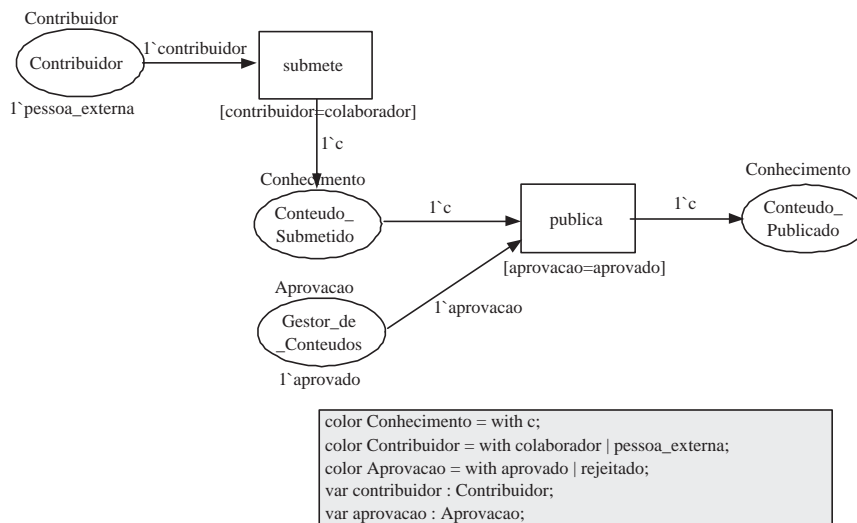 Contribuidor
Contribuidor
1`contribuidor
submete
1`pessoa_externa
[contribuidor=colaborador]
1`c
Conhecimento
Conteudo_
Submetido
1`c
publica
[aprovacao=aprovado]
1`c
Conhecimento
Conteudo_
Publicado
Aprovacao
Gestor_de
_Conteudos
1`aprovacao
1`aprovado
color Conhecimento = with c;
color Contribuidor = with colaborador | pessoa_externa;
color Aprovacao = with aprovado | rejeitado;
var contribuidor : Contribuidor;
var aprovacao : Aprovacao;